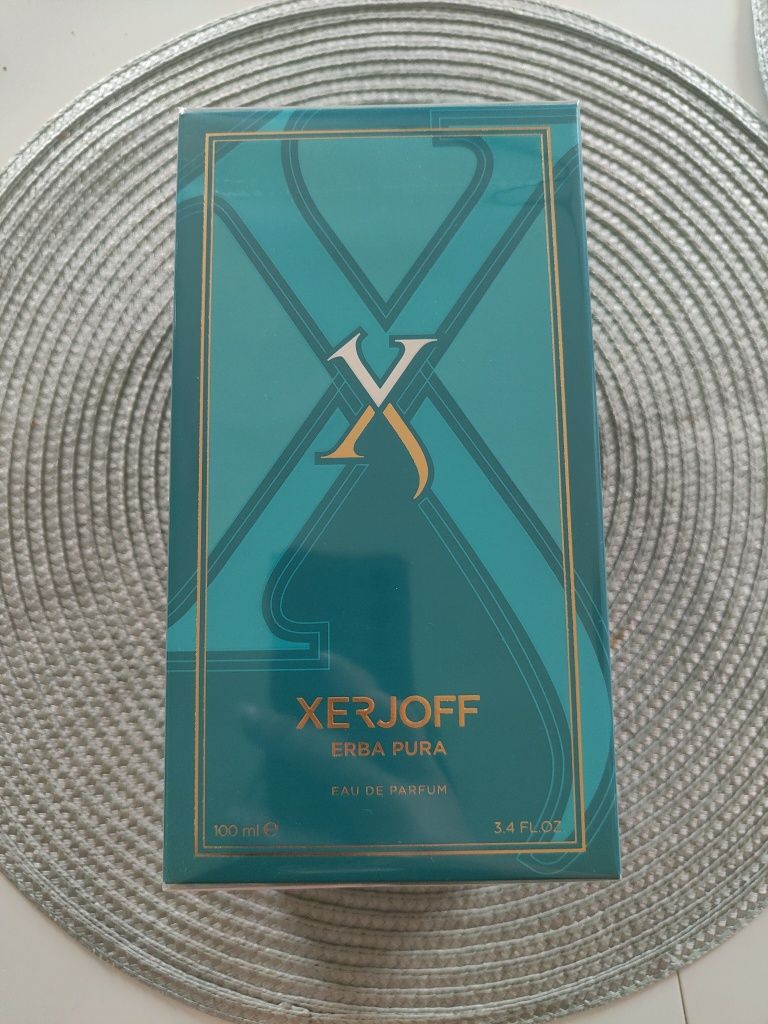 X
XERJOFF
ERBA PURA
EAU DE PARFUM
100 ml ℮ 3.4 FL.OZ